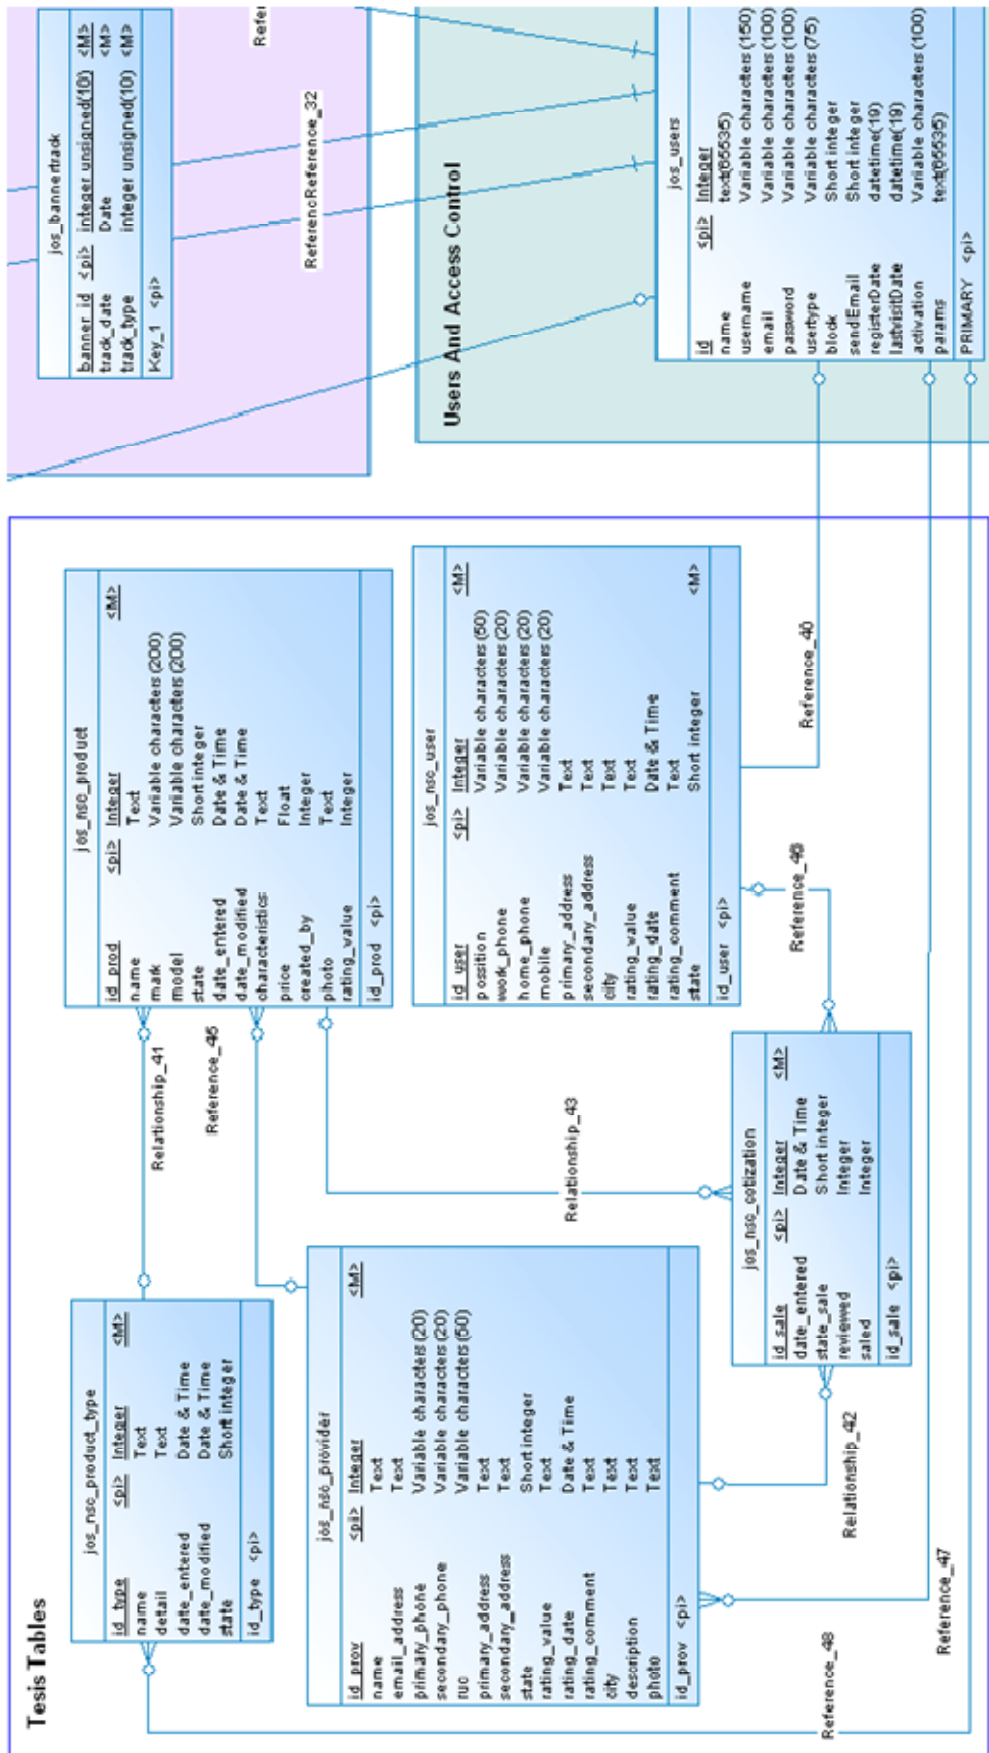 Tesis Tables
jos_nsc_product_type
id_type <pi> Integer <M>
name Text
detail Text
date_entered Date & Time
date_modified Date & Time
state Short integer
id_type <pi>
Relationship_41
Reference_46
jos_nsc_product
id_prod <pi> Integer <M>
name Text
mark Variable characters (200)
model Variable characters (200)
state Short integer
date_entered Date & Time
date_modified Date & Time
characteristics Text
price Float
created_by Integer
photo Text
rating_value Integer
id_prod <pi>
jos_nsc_provider
id_prov <pi> Integer <M>
name Text
email_address Text
primary_phone Variable characters (20)
secondary_phone Variable characters (20)
ruc Variable characters (50)
primary_address Text
secondary_address Text
state Short integer
rating_value Text
rating_date Date & Time
rating_comment Text
city Text
description Text
photo Text
id_prov <pi>
Relationship_43
jos_nsc_user
id_user <pi> Integer <M>
possition Variable characters (50)
work_phone Variable characters (20)
home_phone Variable characters (20)
mobile Variable characters (20)
primary_address Text
secondary_address Text
city Text
rating_value Text
rating_date Date & Time
rating_comment Text
state Short integer <M>
id_user <pi>
jos_nsc_cotization
id_sale <pi> Integer <M>
date_entered Date & Time
state_sale Short integer
reviewed Integer
saled Integer
id_sale <pi>
Reference_40
Relationship_42
Reference_48
Reference_47
jos_bannertrack
banner_id <pi> integer unsigned(10) <M>
track_date Date <M>
track_type integer unsigned(10) <M>
Key_1 <pi>
Refer
ReferencReference_32
Users And Access Control
jos_users
id <pi> Integer
name text(65535)
username Variable characters (150)
email Variable characters (100)
password Variable characters (100)
usertype Variable characters (75)
block Short integer
sendEmail Short integer
registerDate datetime(19)
lastvisitDate datetime(19)
activation Variable characters (100)
params text(65535)
PRIMARY <pi>